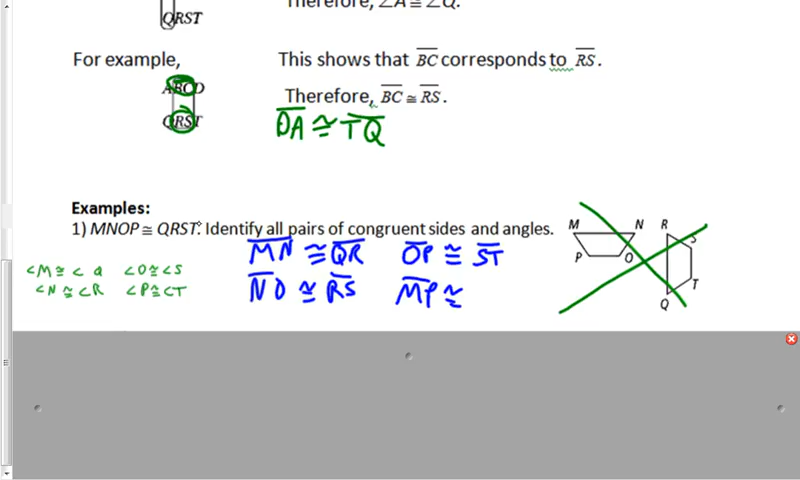 Therefore, ∠A ≅ ∠Q.
QRST
For example, This shows that BC corresponds to RS.
ABCD
Therefore, BC ≅ RS.
QRST
DA ≅ TQ
Examples:
1) MNOP ≅ QRST: Identify all pairs of congruent sides and angles.
MN ≅ QR OP ≅ ST
NO ≅ RS MP ≅
<M ≅ <Q <O ≅ <S
<N ≅ <R <P ≅ <T
M N R
S
P O
T
Q